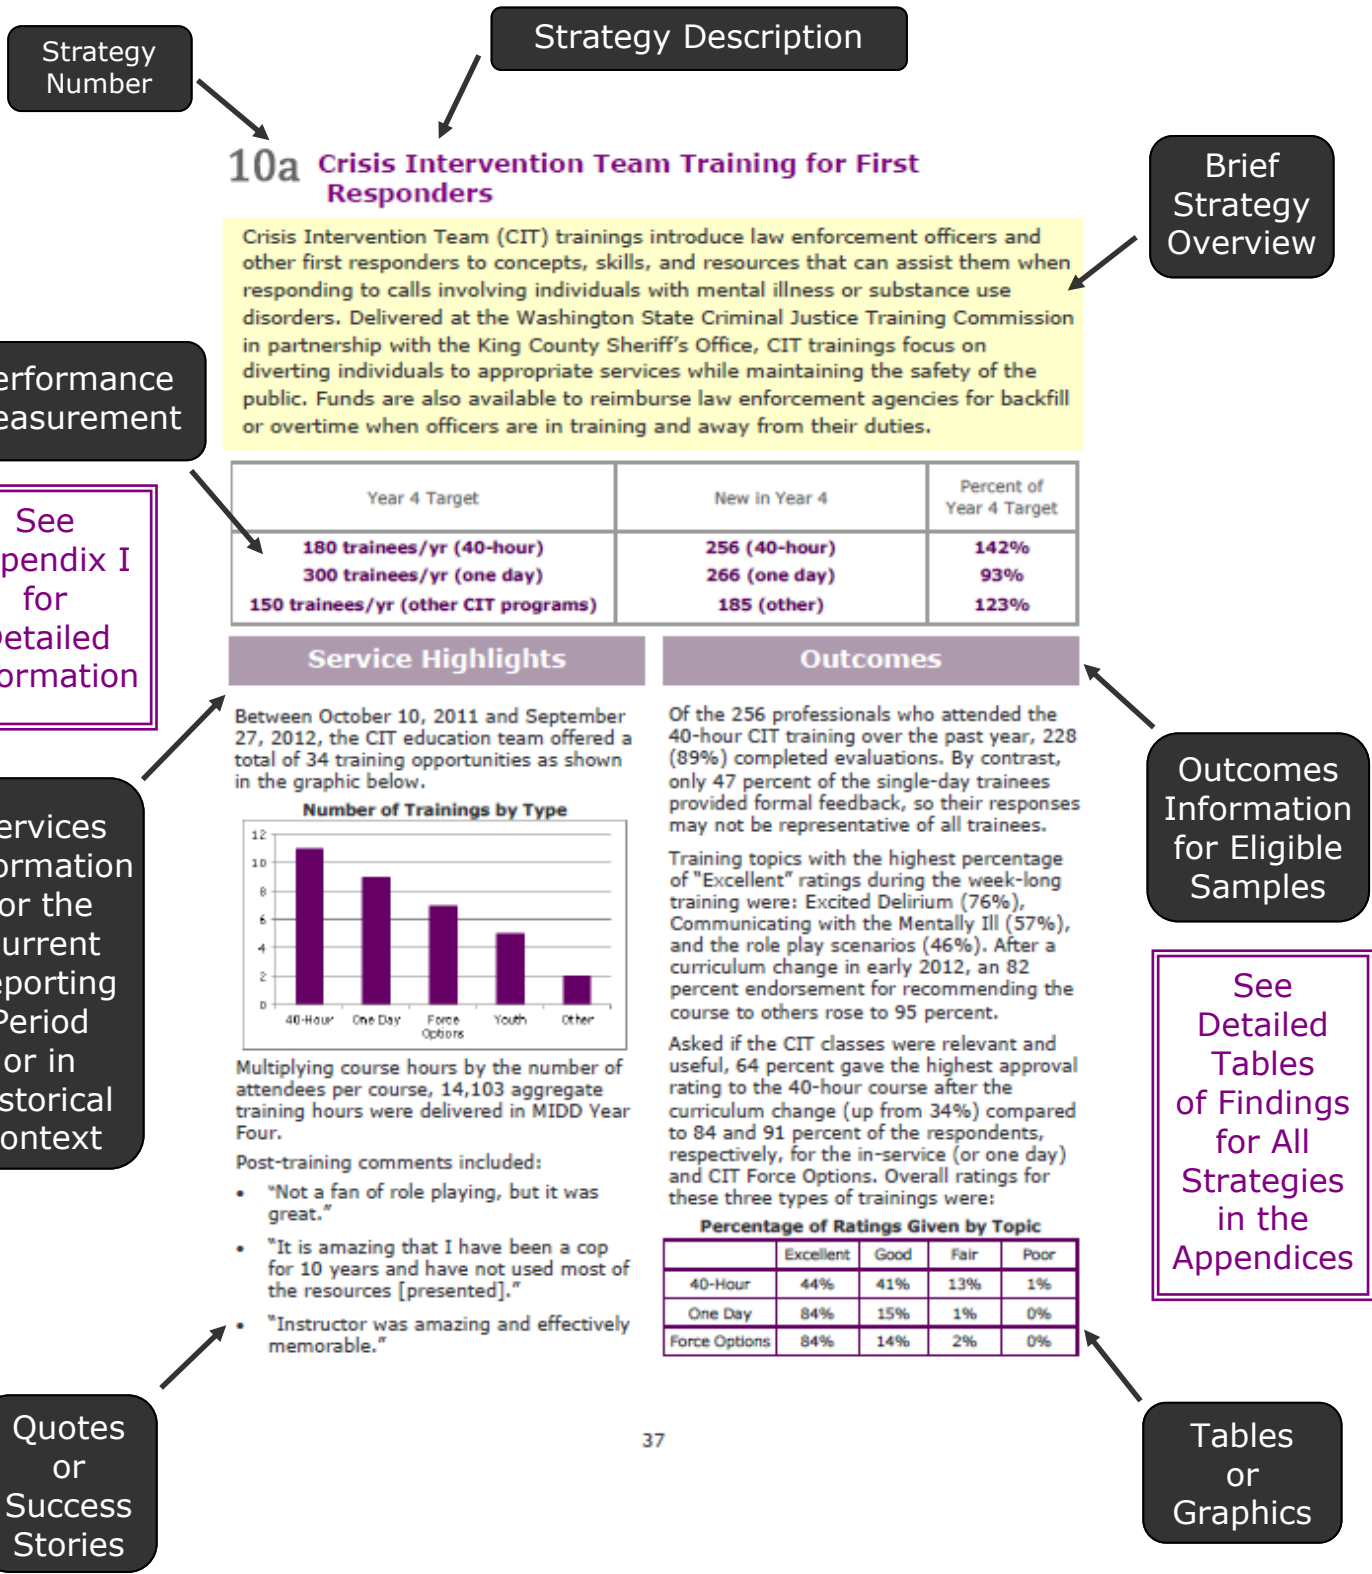 Strategy
Number
Strategy Description
10a Crisis Intervention Team Training for First
Responders
Brief
Strategy
Overview
Crisis Intervention Team (CIT) trainings introduce law enforcement officers and
other first responders to concepts, skills, and resources that can assist them when
responding to calls involving individuals with mental illness or substance use
disorders. Delivered at the Washington State Criminal Justice Training Commission
in partnership with the King County Sheriff's Office, CIT trainings focus on
diverting individuals to appropriate services while maintaining the safety of the
public. Funds are also available to reimburse law enforcement agencies for backfill
or overtime when officers are in training and away from their duties.
erformance
easurement
Year 4 Target New in Year 4 Percent of
Year 4 Target
180 trainees/yr (40-hour) 256 (40-hour) 142%
300 trainees/yr (one day) 266 (one day) 93%
150 trainees/yr (other CIT programs) 185 (other) 123%
See
pendix I
for
etailed
ormation
Service Highlights
Between October 10, 2011 and September
27, 2012, the CIT education team offered a
total of 34 training opportunities as shown
in the graphic below.
Number of Trainings by Type
12
10
8
6
4
2
0
40-Hour One Day Force Options Youth Other
Multiplying course hours by the number of
attendees per course, 14,103 aggregate
training hours were delivered in MIDD Year
Four.
Post-training comments included:
• "Not a fan of role playing, but it was
great."
• "It is amazing that I have been a cop
for 10 years and have not used most of
the resources [presented]."
• "Instructor was amazing and effectively
memorable."
ervices
ormation
or the
urrent
eporting
Period
or in
storical
ontext
Quotes
or
Success
Stories
Outcomes
Of the 256 professionals who attended the
40-hour CIT training over the past year, 228
(89%) completed evaluations. By contrast,
only 47 percent of the single-day trainees
provided formal feedback, so their responses
may not be representative of all trainees.
Training topics with the highest percentage
of "Excellent" ratings during the week-long
training were: Excited Delirium (76%),
Communicating with the Mentally Ill (57%),
and the role play scenarios (46%). After a
curriculum change in early 2012, an 82
percent endorsement for recommending the
course to others rose to 95 percent.
Asked if the CIT classes were relevant and
useful, 64 percent gave the highest approval
rating to the 40-hour course after the
curriculum change (up from 34%) compared
to 84 and 91 percent of the respondents,
respectively, for the in-service (or one day)
and CIT Force Options. Overall ratings for
these three types of trainings were:
Percentage of Ratings Given by Topic
Excellent Good Fair Poor
40-Hour 44% 41% 13% 1%
One Day 84% 15% 1% 0%
Force Options 84% 14% 2% 0%
Outcomes
Information
for Eligible
Samples
See
Detailed
Tables
of Findings
for All
Strategies
in the
Appendices
Tables
or
Graphics
37